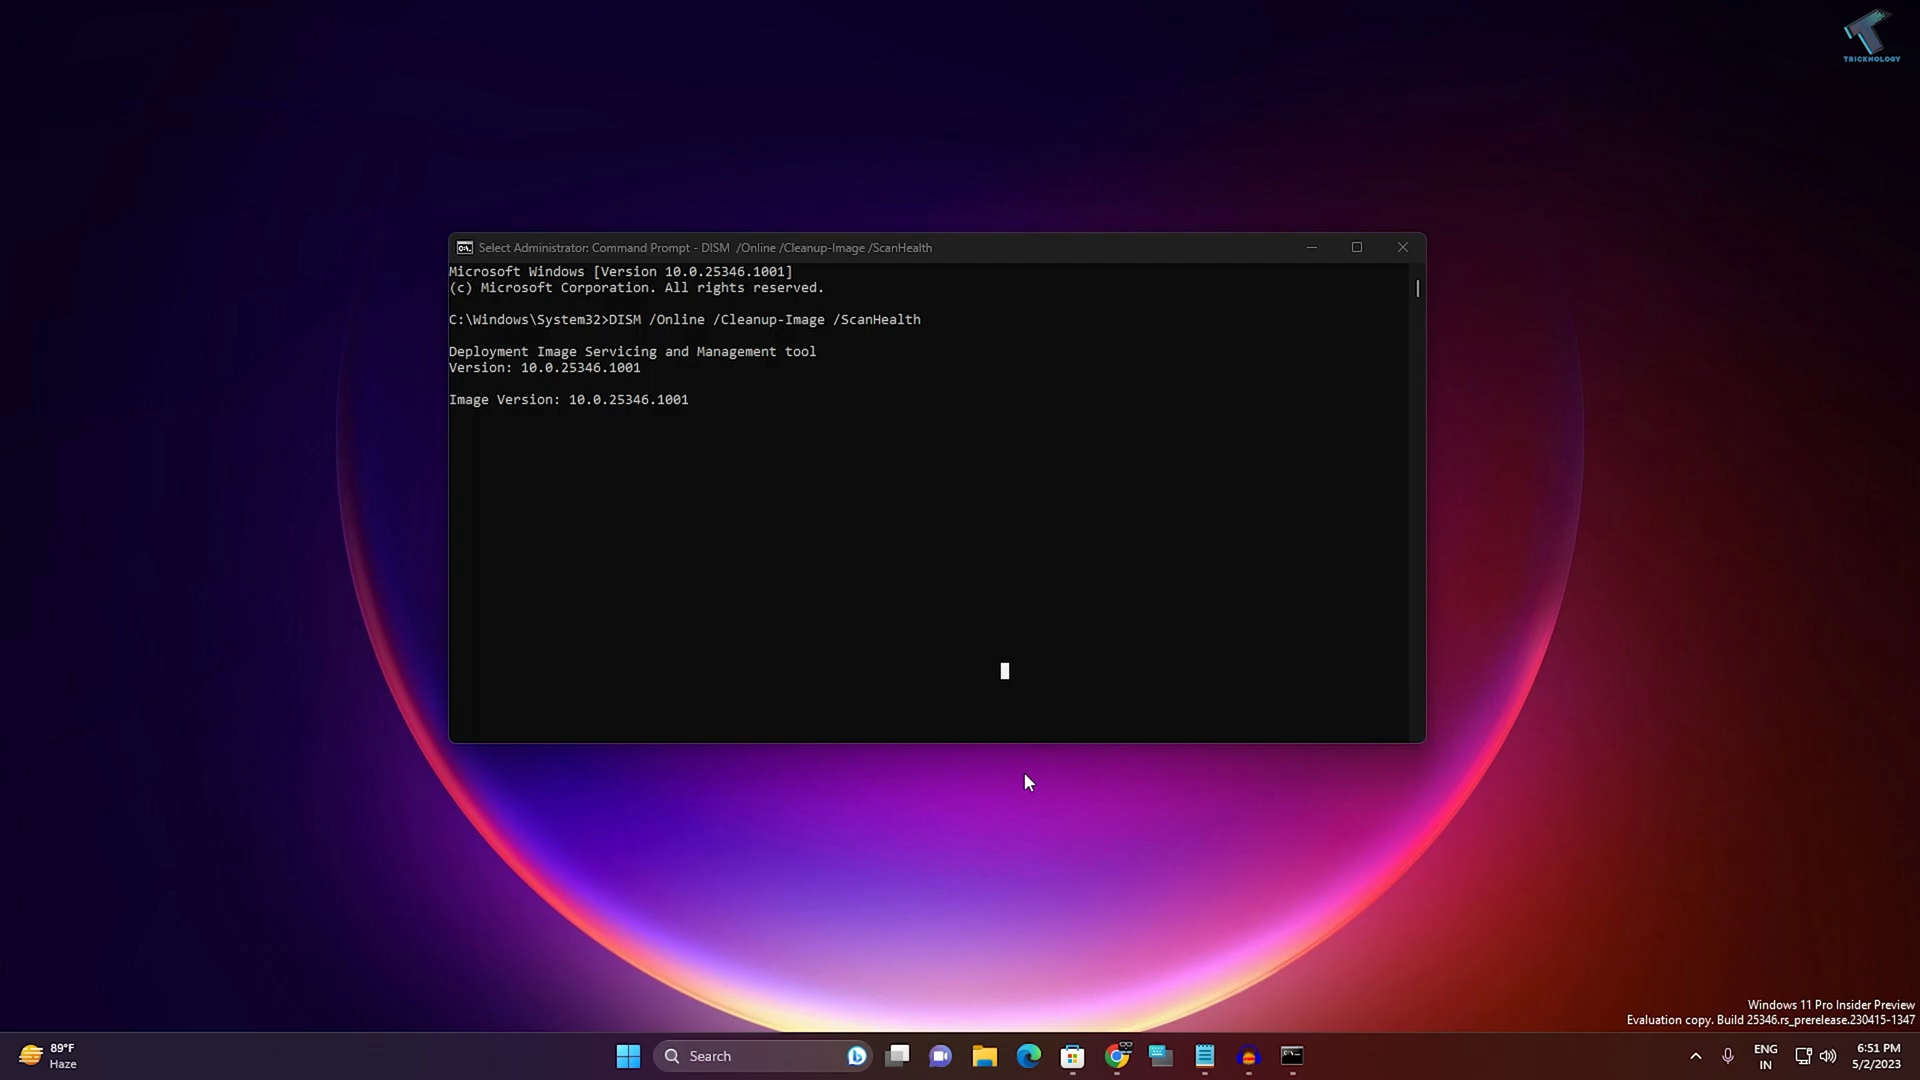 TRICKNOLOGY
Select Administrator: Command Prompt - DISM  /Online /Cleanup-Image /ScanHealth
Microsoft Windows [Version 10.0.25346.1001]
(c) Microsoft Corporation. All rights reserved.
C:\Windows\System32>DISM /Online /Cleanup-Image /ScanHealth
Deployment Image Servicing and Management tool
Version: 10.0.25346.1001
Image Version: 10.0.25346.1001
Windows 11 Pro Insider Preview
Evaluation copy. Build 25346.rs_prerelease.230415-1347
89°F
Haze
Search
ENG
IN
6:51 PM
5/2/2023